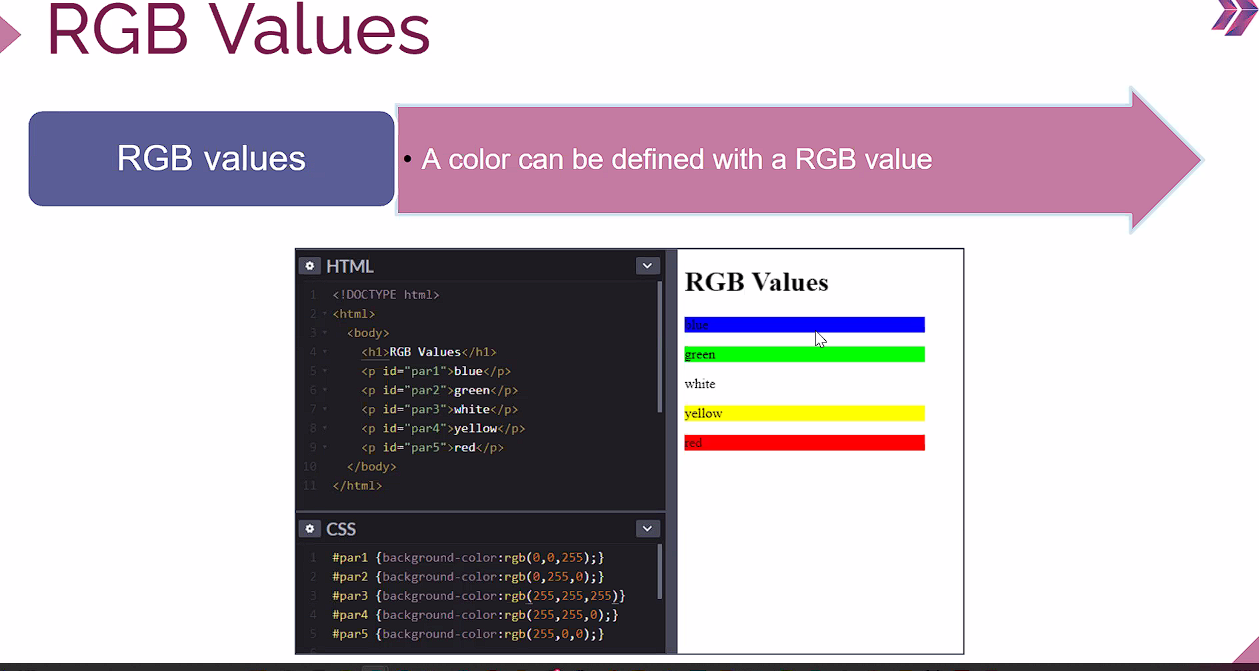 RGB Values
RGB values
• A color can be defined with a RGB value
HTML
1 <!DOCTYPE html>
2 <html>
3 <body>
4 <h1>RGB Values</h1>
5 <p id="par1">blue</p>
6 <p id="par2">green</p>
7 <p id="par3">white</p>
8 <p id="par4">yellow</p>
9 <p id="par5">red</p>
10 </body>
11 </html>
CSS
1 #par1 {background-color:rgb(0,0,255);}
2 #par2 {background-color:rgb(0,255,0);}
3 #par3 {background-color:rgb(255,255,255)}
4 #par4 {background-color:rgb(255,255,0);}
5 #par5 {background-color:rgb(255,0,0);}
RGB Values
blue
green
white
yellow
red